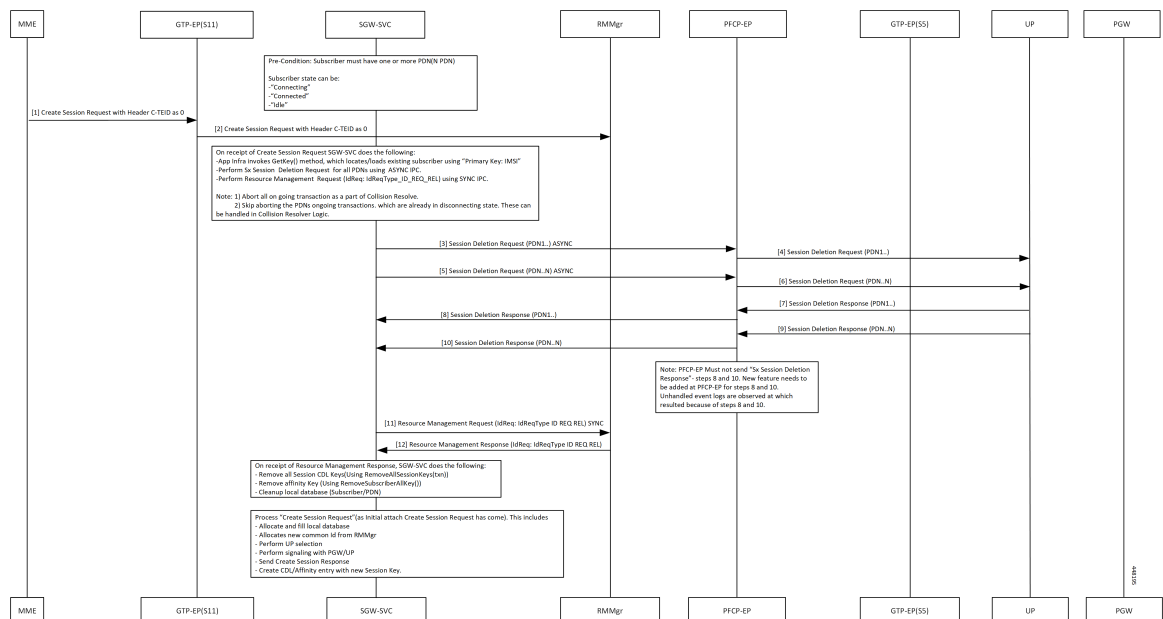 MME
GTP-EP(S11)
SGW-SVC
RMMgr
PFCP-EP
GTP-EP(S5)
UP
PGW
Pre-Condition: Subscriber must have one or more PDN(N PDN)
Subscriber state can be:
-"Connecting"
-"Connected"
-"Idle"
[1] Create Session Request with Header C-TEID as 0
[2] Create Session Request with Header C-TEID as 0
On receipt of Create Session Request SGW-SVC does the following:
-App Infra invokes GetKey() method, which locates/loads existing subscriber using "Primary Key: IMSI"
-Perform Sx Session  Deletion Request  for all PDNs using  ASYNC IPC.
-Perform Resource Management  Request (IdReq: IdReqType_ID_REQ_REL) using SYNC IPC.
Note:  1) Abort all on going transaction as a part of Collision Resolve.
2) Skip aborting the PDNs ongoing transactions. which are already in disconnecting state. These can
be handled in Collision Resolver Logic.
[3] Session Deletion Request (PDN1..) ASYNC
[4] Session Deletion Request (PDN1..)
[5] Session Deletion Request (PDN..N) ASYNC
[6] Session Deletion Request (PDN..N)
[7] Session Deletion Response (PDN1..)
[8] Session Deletion Response (PDN1..)
[9] Session Deletion Response (PDN..N)
[10] Session Deletion Response (PDN..N)
Note: PFCP-EP Must not send "Sx Session Deletion
Response"- steps 8 and 10. New feature needs to
be added at PFCP-EP for steps 8 and 10.
Unhandled event logs are observed at which
resulted because of steps 8 and 10.
[11] Resource Management Request (IdReq: IdReqType ID REQ REL) SYNC
[12] Resource Management Response (IdReq: IdReqType ID REQ REL)
On receipt of Resource Management Response, SGW-SVC does the following:
- Remove all Session CDL Keys(Using RemoveAllSessionKeys(txn))
- Remove affinity Key (Using RemoveSubscriberAllKey())
- Cleanup local database (Subscriber/PDN)
Process "Create Session Request"(as Initial attach Create Session Request has come). This includes
- Allocate and fill local database
- Allocates new common Id from RMMgr
- Perform UP selection
- Perform signaling with PGW/UP
- Send Create Session Response
- Create CDL/Affinity entry with new Session Key.
448195
MME
GTP-EP(S11)
SGW-SVC
RMMgr
PFCP-EP
GTP-EP(S5)
UP
PGW